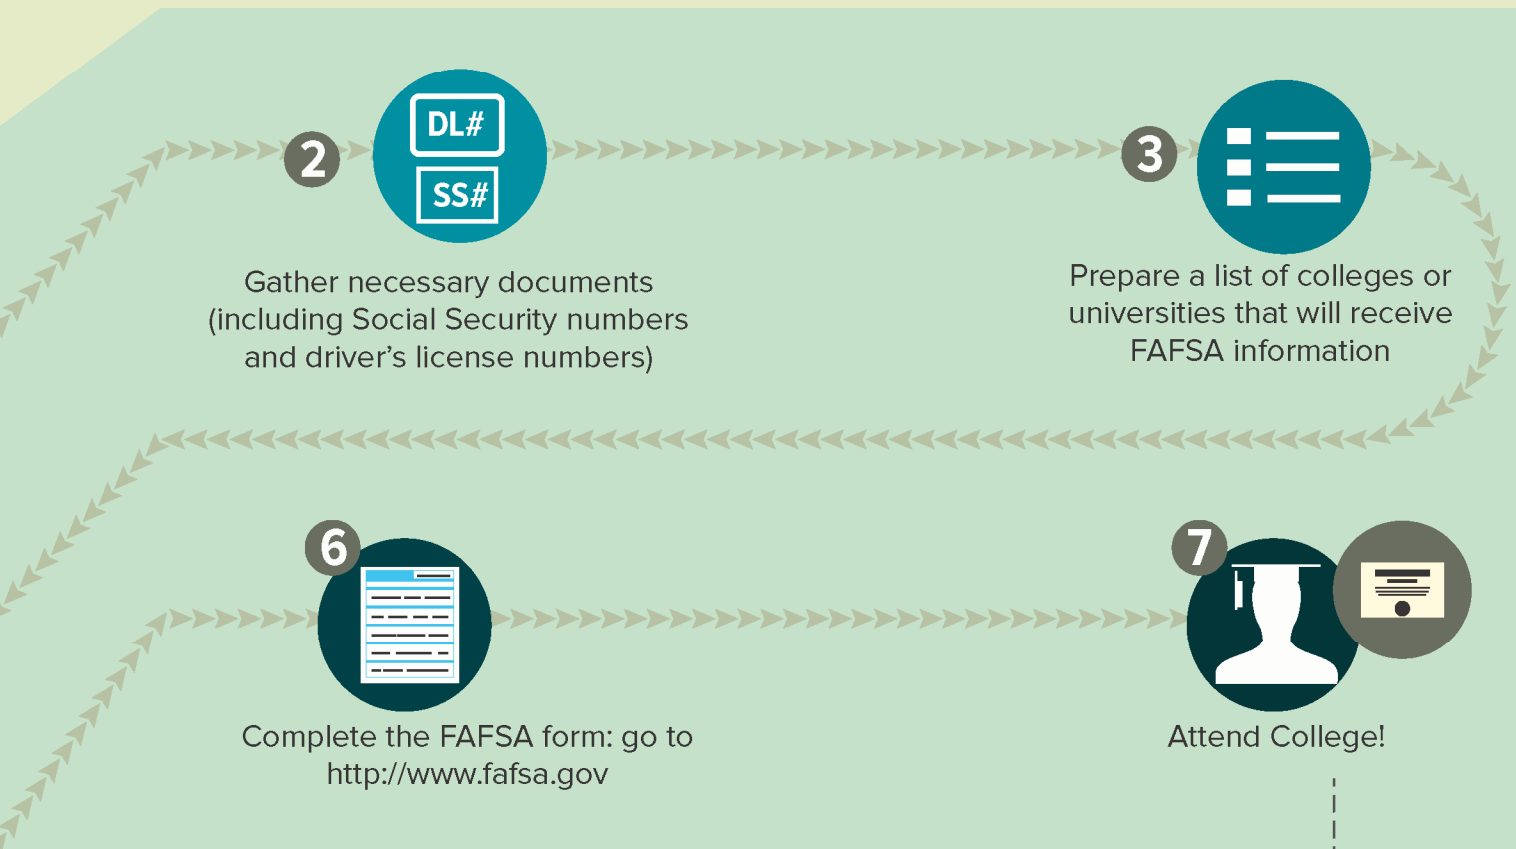 2
DL#
SS#
Gather necessary documents
(including Social Security numbers
and driver's license numbers)
3
Prepare a list of colleges or
universities that will receive
FAFSA information
6
Complete the FAFSA form: go to
http://www.fafsa.gov
7
Attend College!